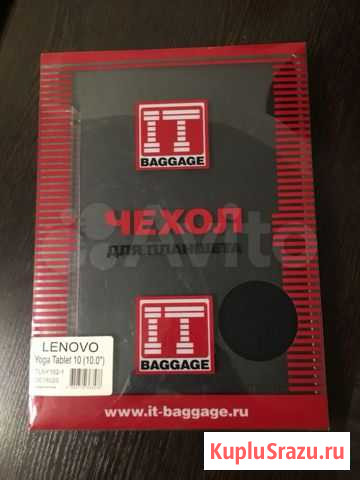 IT
BAGGAGE
ЧЕХОЛ
ДЛЯ ПЛАНШЕТА
Avito
IT
BAGGAGE
LENOVO
Yoga Tablet 10 (10.0")
www.it-baggage.ru
KupluSrazu.ru